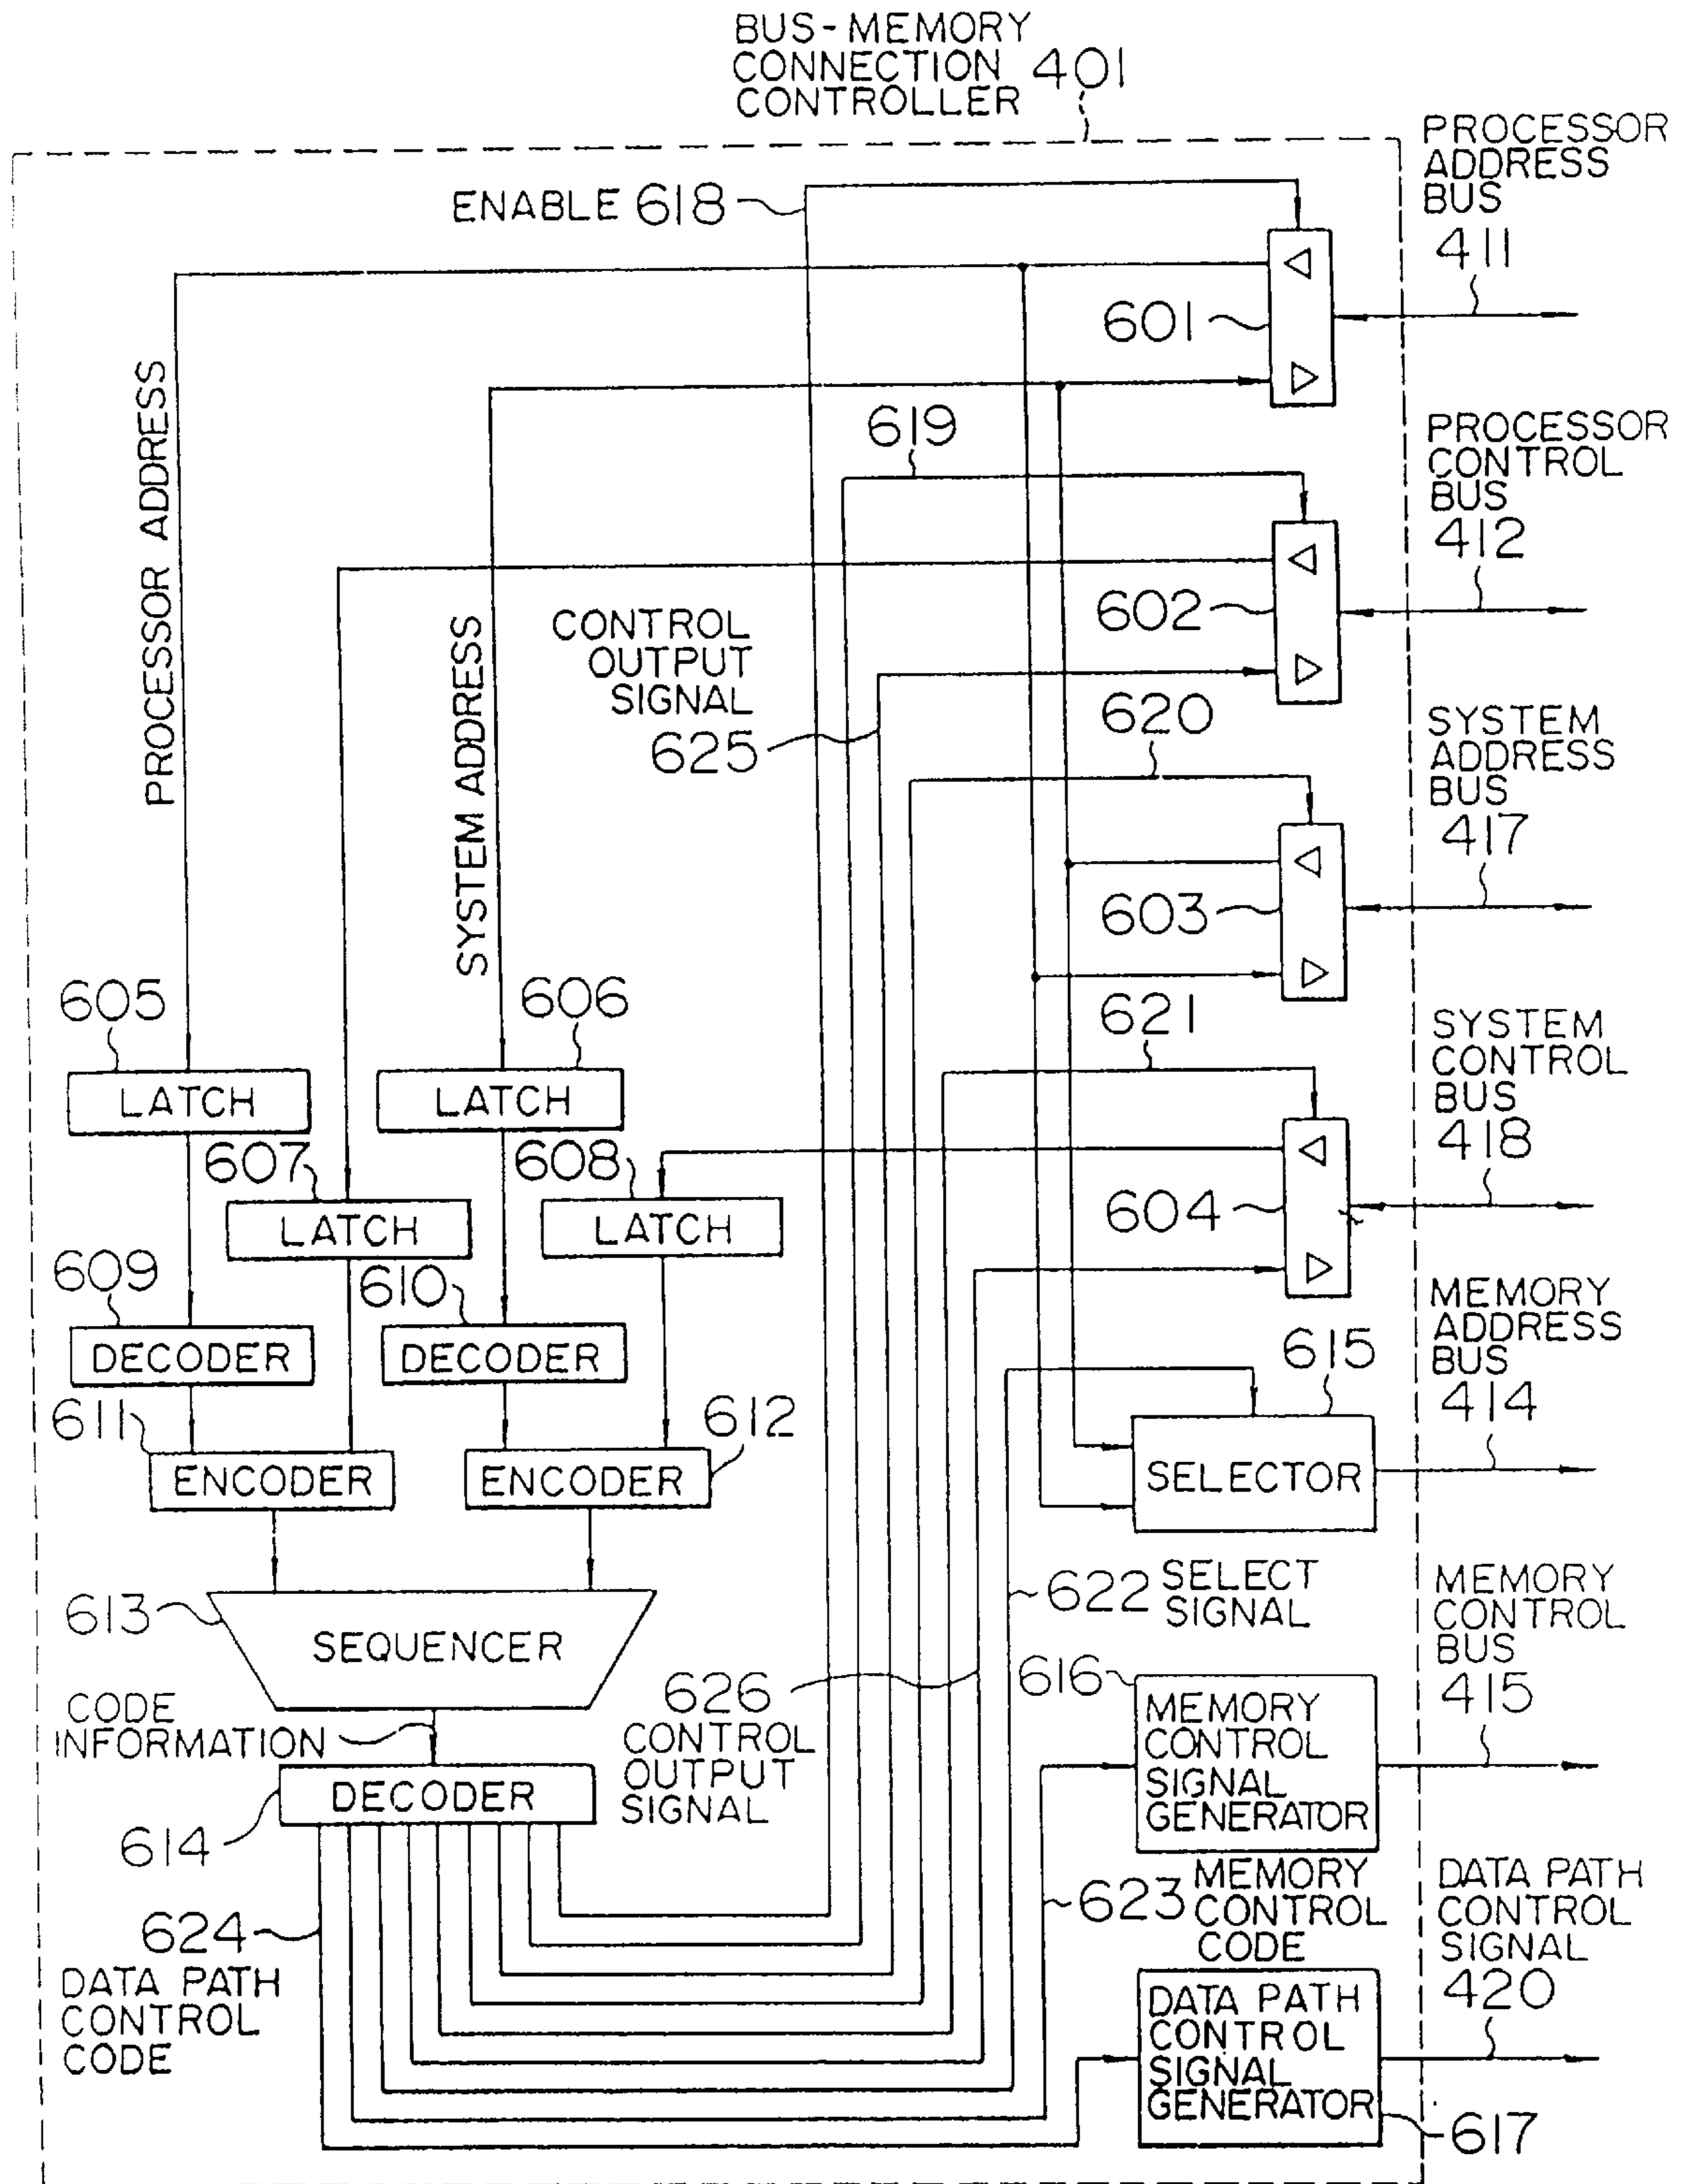 BUS-MEMORY
CONNECTION 401
CONTROLLER
PROCESSOR
ADDRESS
BUS
411
ENABLE 618
601
PROCESSOR ADDRESS
619
PROCESSOR
CONTROL
BUS
412
602
CONTROL
OUTPUT
SIGNAL
625
SYSTEM ADDRESS
620
SYSTEM
ADDRESS
BUS
417
603
605
606
621
SYSTEM
CONTROL
BUS
418
LATCH
LATCH
607
608
604
LATCH
LATCH
609
610
MEMORY
ADDRESS
BUS
414
615
DECODER
DECODER
611
612
ENCODER
ENCODER
SELECTOR
613
SEQUENCER
622 SELECT
SIGNAL
MEMORY
CONTROL
BUS
415
616
MEMORY
CONTROL
SIGNAL
GENERATOR
CODE
INFORMATION
626
CONTROL
OUTPUT
SIGNAL
DECODER
614
623 MEMORY
CONTROL
CODE
DATA PATH
CONTROL
SIGNAL
420
624
DATA PATH
CONTROL
CODE
DATA PATH
CONTROL
SIGNAL
GENERATOR
617